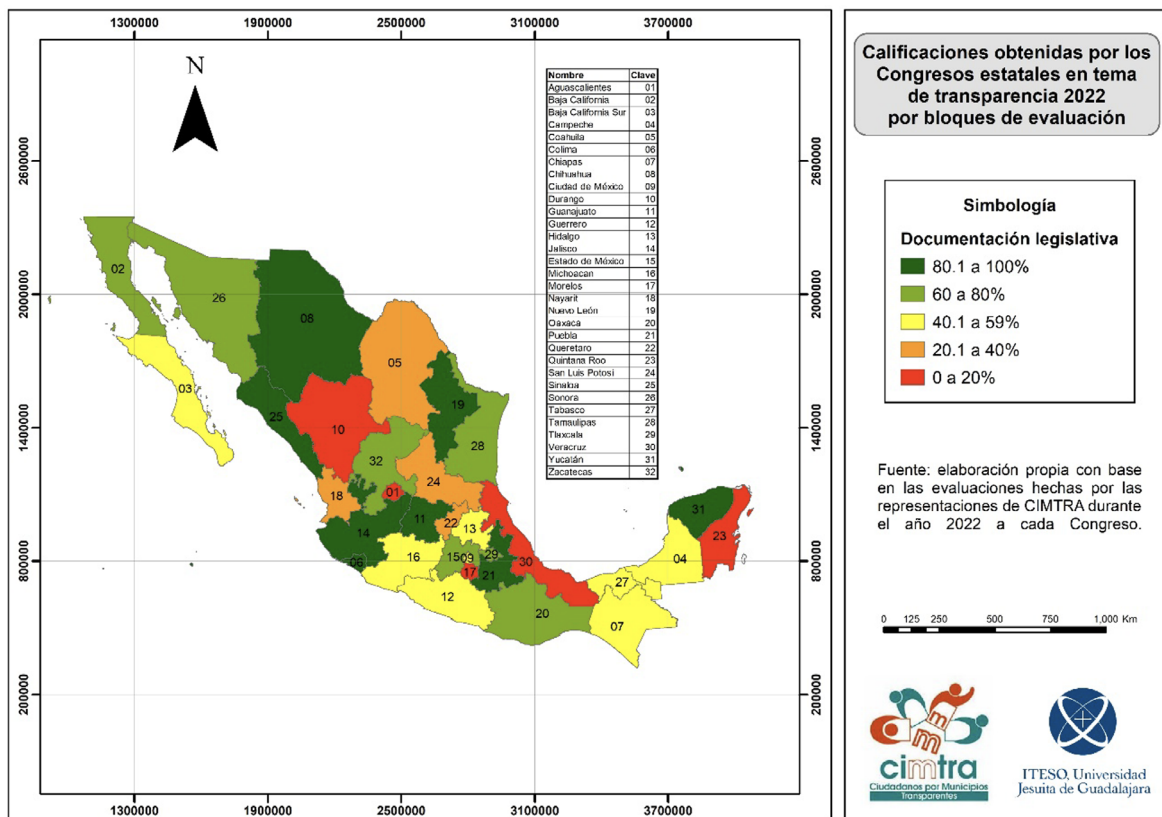 1300000 1900000 2500000 3100000 3700000
N
Nombre Clave
Aguascalientes 01
Baja California 02
Baja California Sur 03
Campeche 04
Coahuila 05
Colima 06
Chiapas 07
Chihuahua 08
Ciudad de México 09
Durango 10
Guanajuato 11
Guerrero 12
Hidalgo 13
Jalisco 14
Estado de México 15
Michoacan 16
Morelos 17
Nayarit 18
Nuevo León 19
Oaxaca 20
Puebla 21
Queretaro 22
Quintana Roo 23
San Luis Potosí 24
Sinaloa 25
Sonora 26
Tabasco 27
Tamaulipas 28
Tlaxcala 29
Veracruz 30
Yucatán 31
Zacatecas 32
2600000
2000000
1400000
800000
200000
2600000
2000000
1400000
800000
200000
02
26
08
05
03
25
10
19
28
32
24
18
01
14
11
22
13
31
23
06
16
15
09
29
30
04
17
21
27
12
20
07
1300000 1900000 2500000 3100000 3700000
Calificaciones obtenidas por los
Congresos estatales en tema
de transparencia 2022
por bloques de evaluación
Simbología
Documentación legislativa
80.1 a 100%
60 a 80%
40.1 a 59%
20.1 a 40%
0 a 20%
Fuente: elaboración propia con base
en las evaluaciones hechas por las
representaciones de CIMTRA durante
el año 2022 a cada Congreso.
0 125 250 500 750 1,000 Km
cimtra
Ciudadanos por Municipios
Transparentes
ITESO, Universidad
Jesuita de Guadalajara